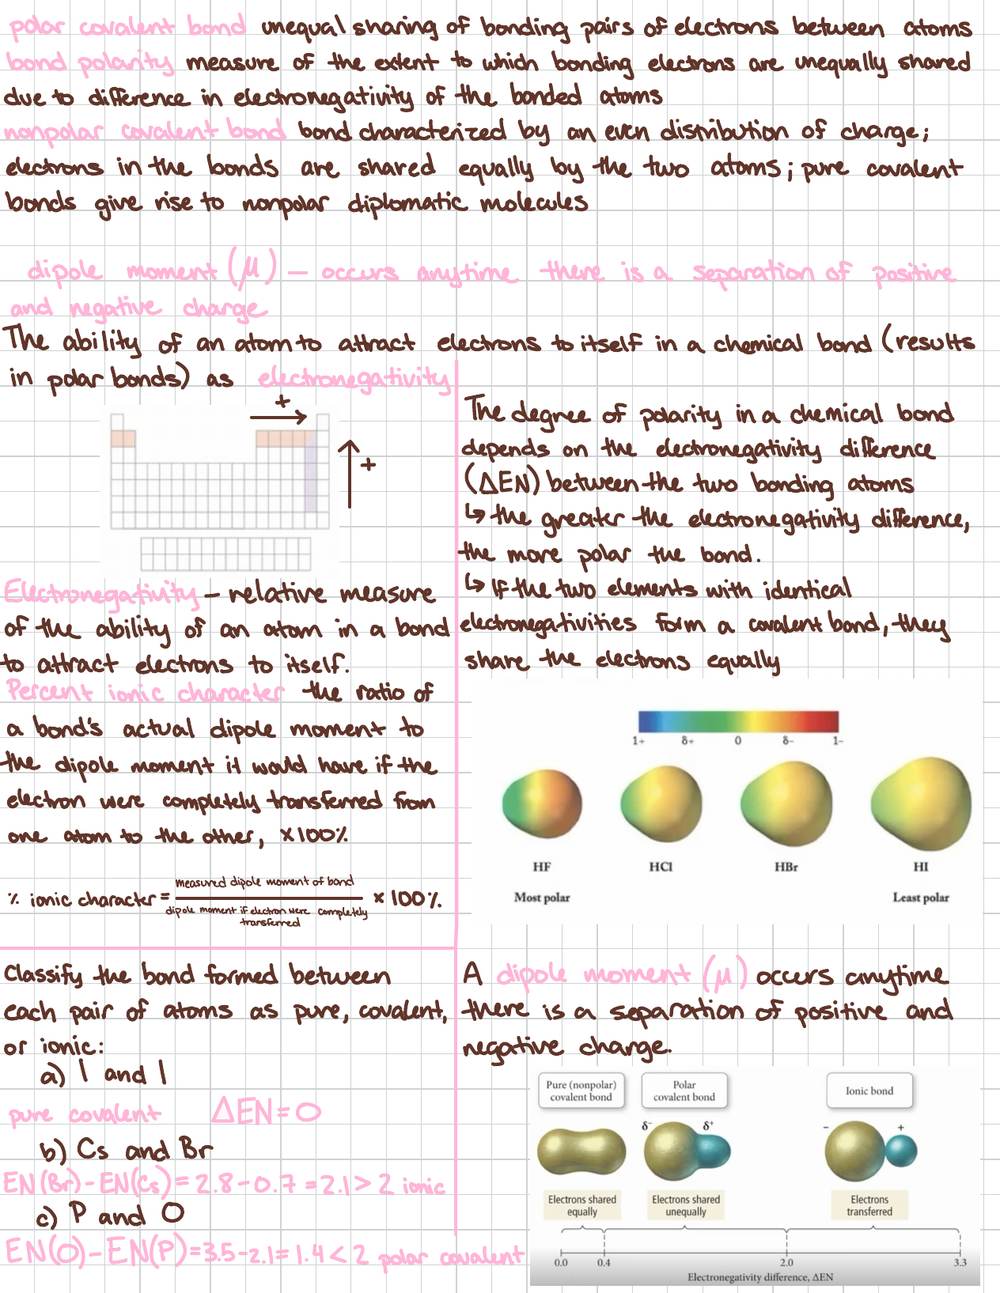 polar covalent bond unequal sharing of bonding pairs of electrons between atoms
bond polarity measure of the extent to which bonding electrons are unequally shared
due to difference in electronegativity of the bonded atoms
nonpolar covalent bond bond characterized by an even distribution of charge;
electrons in the bonds are shared equally by the two atoms; pure covalent
bonds give rise to nonpolar diplomatic molecules
dipole moment (μ) – occurs anytime there is a separation of positive
and negative charge
The ability of an atom to attract electrons to itself in a chemical bond (results
in polar bonds) as electronegativity
+
+
Electronegativity – relative measure
of the ability of an atom in a bond
to attract electrons to itself.
Percent ionic character the ratio of
a bond's actual dipole moment to
the dipole moment it would have if the
electron were completely transferred from
one atom to the other, ×100%
% ionic character = measured dipole moment of bond
dipole moment if electron were completely
transferred
× 100%.
The degree of polarity in a chemical bond
depends on the electronegativity difference
(ΔEN) between the two bonding atoms
↳ the greater the electronegativity difference,
the more polar the bond.
↳ If the two elements with identical
electronegativities form a covalent bond, they
share the electrons equally
1+ δ+ 0 δ- 1-
HF HCl HBr HI
Most polar Least polar
Classify the bond formed between
each pair of atoms as pure, covalent,
or ionic:
a) I and I
pure covalent ΔEN=0
b) Cs and Br
EN(Br)-EN(Cs)=2.8-0.7=2.1>2 ionic
c) P and O
EN(O)-EN(P)=3.5-2.1=1.4<2 polar covalent
A dipole moment (μ) occurs anytime
there is a separation of positive and
negative charge.
Pure (nonpolar) covalent bond
Polar covalent bond
Ionic bond
δ- δ+ - +
Electrons shared equally
Electrons shared unequally
Electrons transferred
0.0 0.4 2.0 3.3
Electronegativity difference, ΔEN